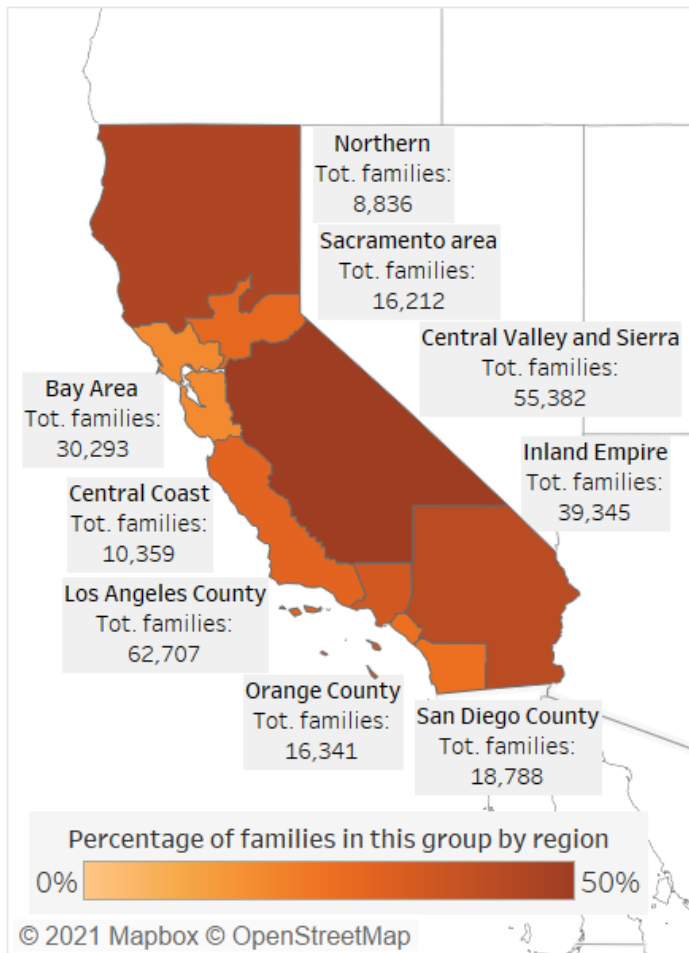 Northern
Tot. families:
8,836
Sacramento area
Tot. families:
16,212
Central Valley and Sierra
Tot. families:
55,382
Bay Area
Tot. families:
30,293
Inland Empire
Tot. families:
39,345
Central Coast
Tot. families:
10,359
Los Angeles County
Tot. families:
62,707
Orange County
Tot. families:
16,341
San Diego County
Tot. families:
18,788
Percentage of families in this group by region
0% 50%
© 2021 Mapbox © OpenStreetMap